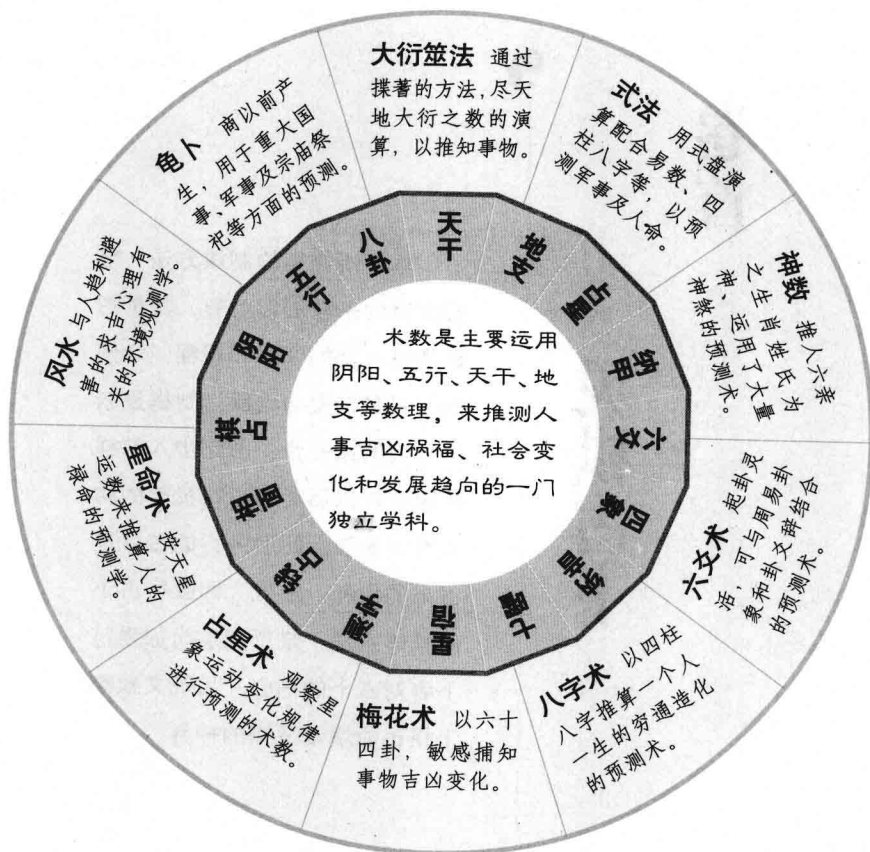 大衍筮法 通过
揲蓍的方法,尽天
地大衍之数的演
算,以推知事物。
式法 用式盘演
算配合易数、四
柱八字等,以预
测军事及人命。
神数 推人六亲
之生肖姓氏为
神、运用了大量
神煞的预测术。
六爻术 起卦灵
活,可与周易卦
象和卦爻辞结合
的预测术。
八字术 以四柱
八字推算一个人
一生的穷通造化
的预测术。
梅花术 以六十
四卦,敏感捕知
事物吉凶变化。
占星术 观察星
象运动变化规律
进行预测的术数。
星命术 按天星
运数来推算人的
禄命的预测学。
风水 与人趋利避
害的求吉心理有
关的环境观测学。
龟卜 商以前产
生,用于重大国
事、军事及宗庙祭
祀等方面的预测。
天干
地支
占星
纳甲
六爻
四象
纳音
七曜
星宿
测字
钱占
相面
棋占
阴阳
五行
八卦
术数是主要运用
阴阳、五行、天干、地
支等数理,来推测人
事吉凶祸福、社会变
化和发展趋向的一门
独立学科。